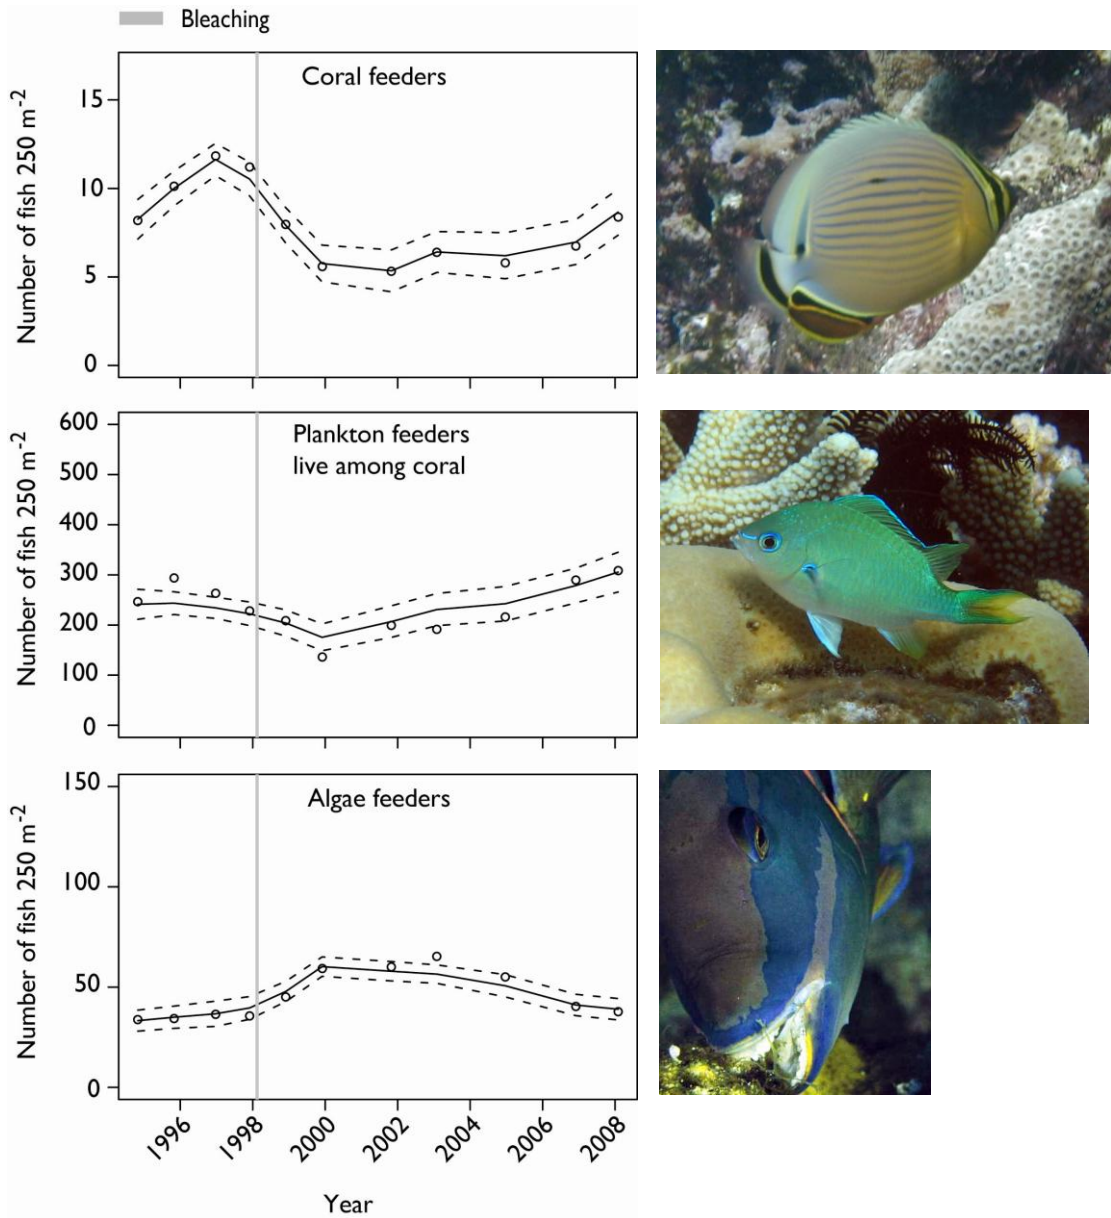 Bleaching
Coral feeders
Number of fish 250 m⁻²
15
10
5
0
Plankton feeders
live among coral
Number of fish 250 m⁻²
600
500
400
300
200
100
0
Algae feeders
Number of fish 250 m⁻²
150
100
50
0
1996 1998 2000 2002 2004 2006 2008
Year